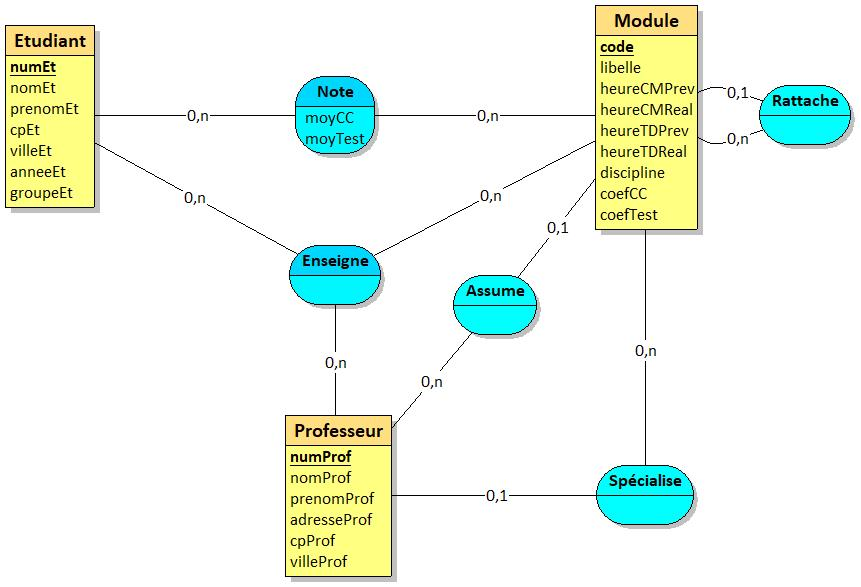 Etudiant
numEt
nomEt
prenomEt
cpEt
villeEt
anneeEt
groupeEt
0,n
Note
moyCC
moyTest
0,n
Module
code
libelle
heureCMPrev
heureCMReal
heureTDPrev
heureTDReal
discipline
coefCC
coefTest
0,1
0,n
Rattache
0,n
0,n
Enseigne
0,n
0,1
Assume
0,n
0,n
Professeur
numProf
nomProf
prenomProf
adresseProf
cpProf
villeProf
0,1
Spécialise